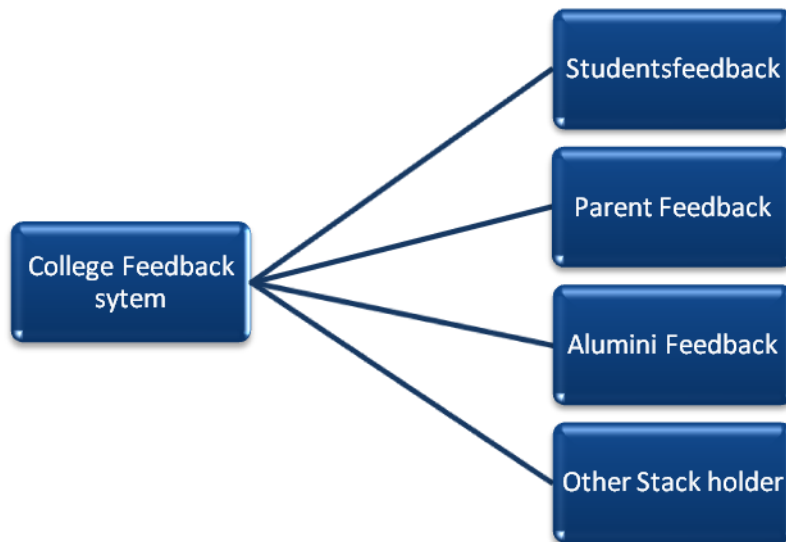 Studentsfeedback
Parent Feedback
College Feedback
sytem
Alumini Feedback
Other Stack holder